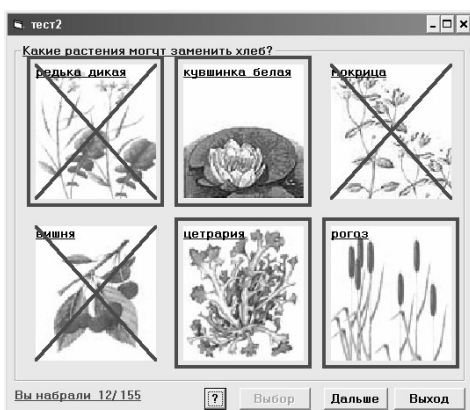 тест2
Какие растения могут заменить хлеб?
редька дикая кувшинка белая мокрица
вишня цетрария рогоз
Вы набрали 12/155 ? Выбор Дальше Выход